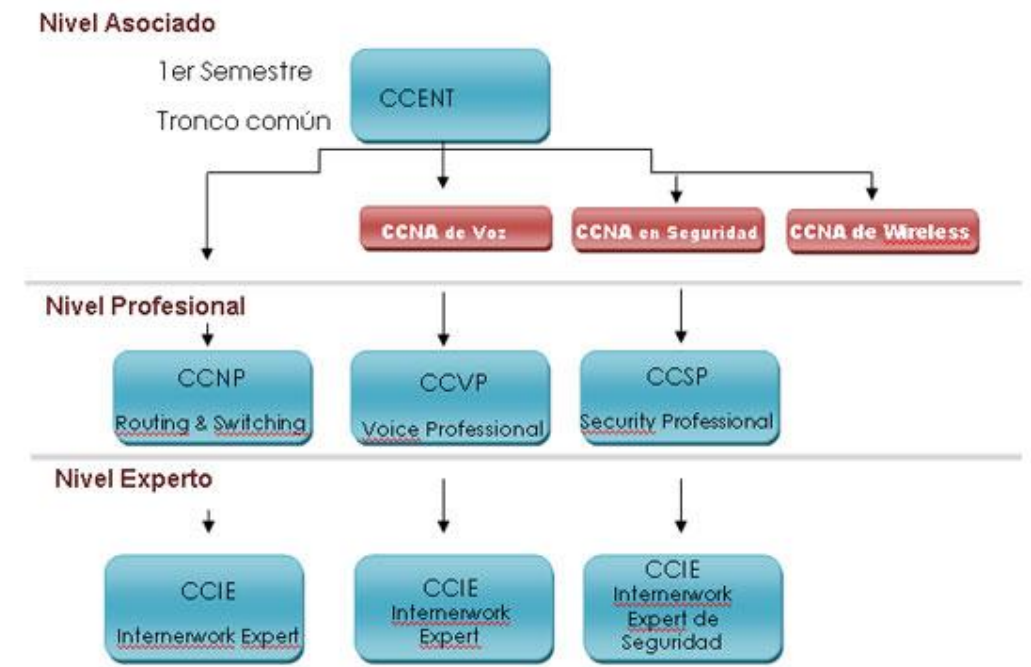 Nivel Asociado
1er Semestre
Tronco común
CCENT
CCNA de Voz
CCNA en Seguridad
CCNA de Wireless
Nivel Profesional
CCNP
Routing & Switching
CCVP
Voice Professional
CCSP
Security Professional
Nivel Experto
CCIE
Internerwork Expert
CCIE
Internerwork
Expert
CCIE
Internerwork
Expert de
Seguridad